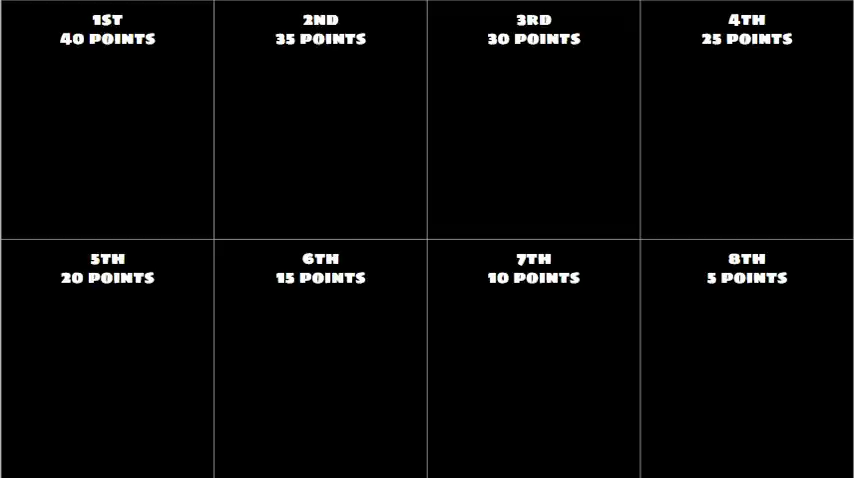 1ST
40 POINTS
2ND
35 POINTS
3RD
30 POINTS
4TH
25 POINTS
5TH
20 POINTS
6TH
15 POINTS
7TH
10 POINTS
8TH
5 POINTS